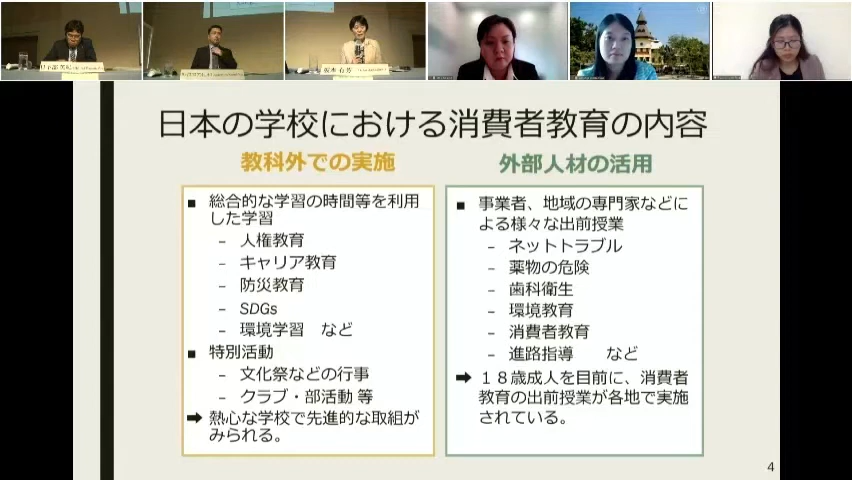 日本の学校における消費者教育の内容
教科外での実施
■ 総合的な学習の時間等を利用
した学習
– 人権教育
– キャリア教育
– 防災教育
– SDGs
– 環境学習　など
■ 特別活動
– 文化祭などの行事
– クラブ・部活動 等
➡ 熱心な学校で先進的な取組が
みられる。
外部人材の活用
■ 事業者、地域の専門家などに
よる様々な出前授業
– ネットトラブル
– 薬物の危険
– 歯科衛生
– 環境教育
– 消費者教育
– 進路指導　　など
➡ １８歳成人を目前に、消費者
教育の出前授業が各地で実施
されている。
4